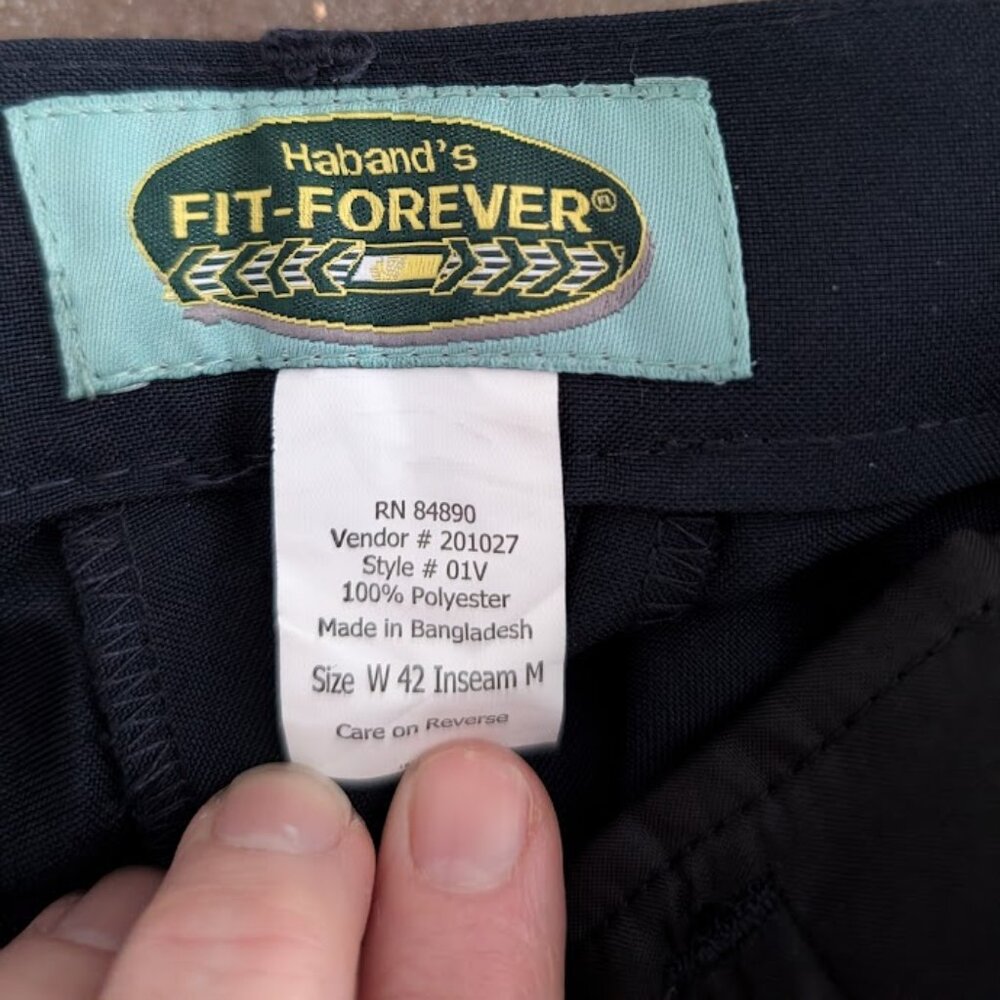 Haband's
FIT-FOREVER®
RN 84890
Vendor # 201027
Style # 01V
100% Polyester
Made in Bangladesh
Size W 42 Inseam M
Care on Reverse